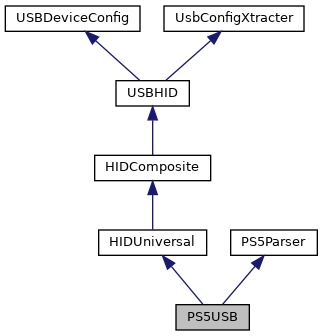 USBDeviceConfig
UsbConfigXtracter
USBHID
HIDComposite
HIDUniversal
PS5Parser
PS5USB